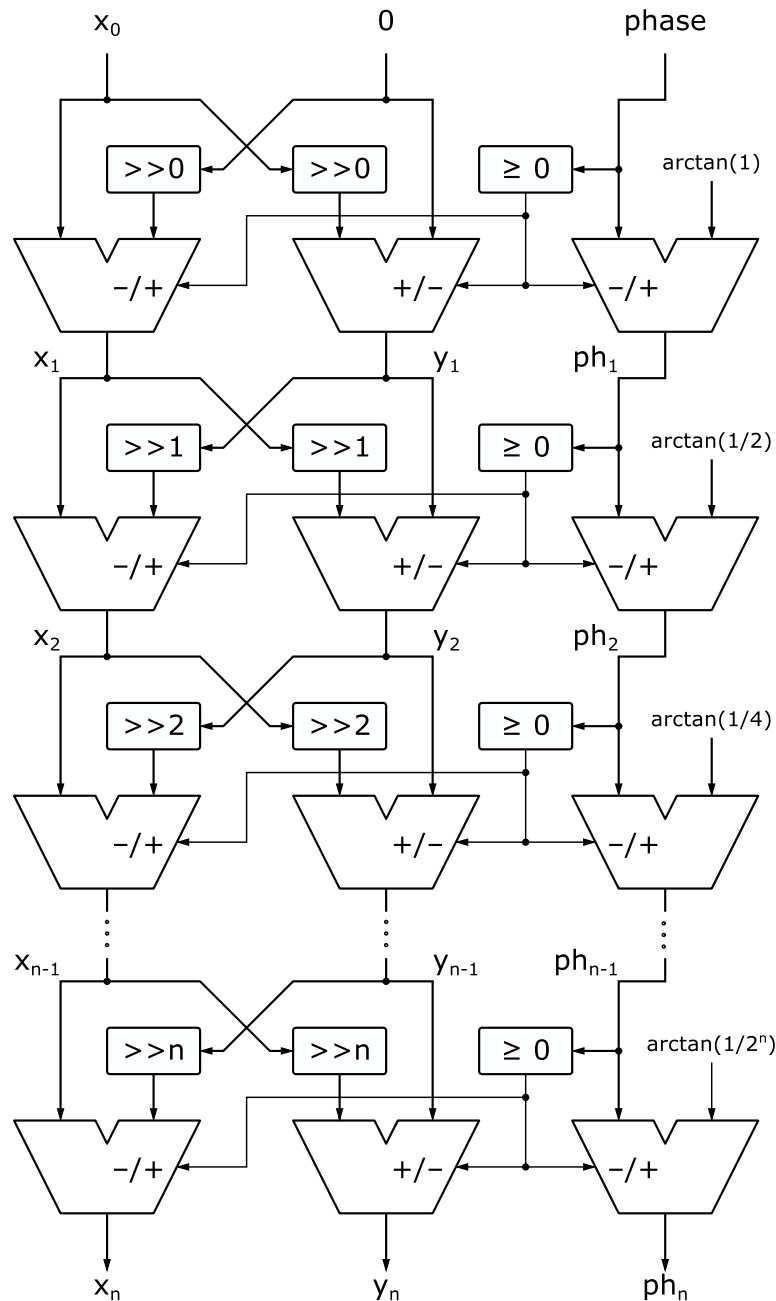 x₀ 0 phase
>>0 >>0 ≥ 0 arctan(1)
−/+ +/− −/+
x₁ y₁ ph₁
>>1 >>1 ≥ 0 arctan(1/2)
−/+ +/− −/+
x₂ y₂ ph₂
>>2 >>2 ≥ 0 arctan(1/4)
−/+ +/− −/+
xₙ₋₁ yₙ₋₁ phₙ₋₁
>>n >>n ≥ 0 arctan(1/2ⁿ)
−/+ +/− −/+
xₙ yₙ phₙ